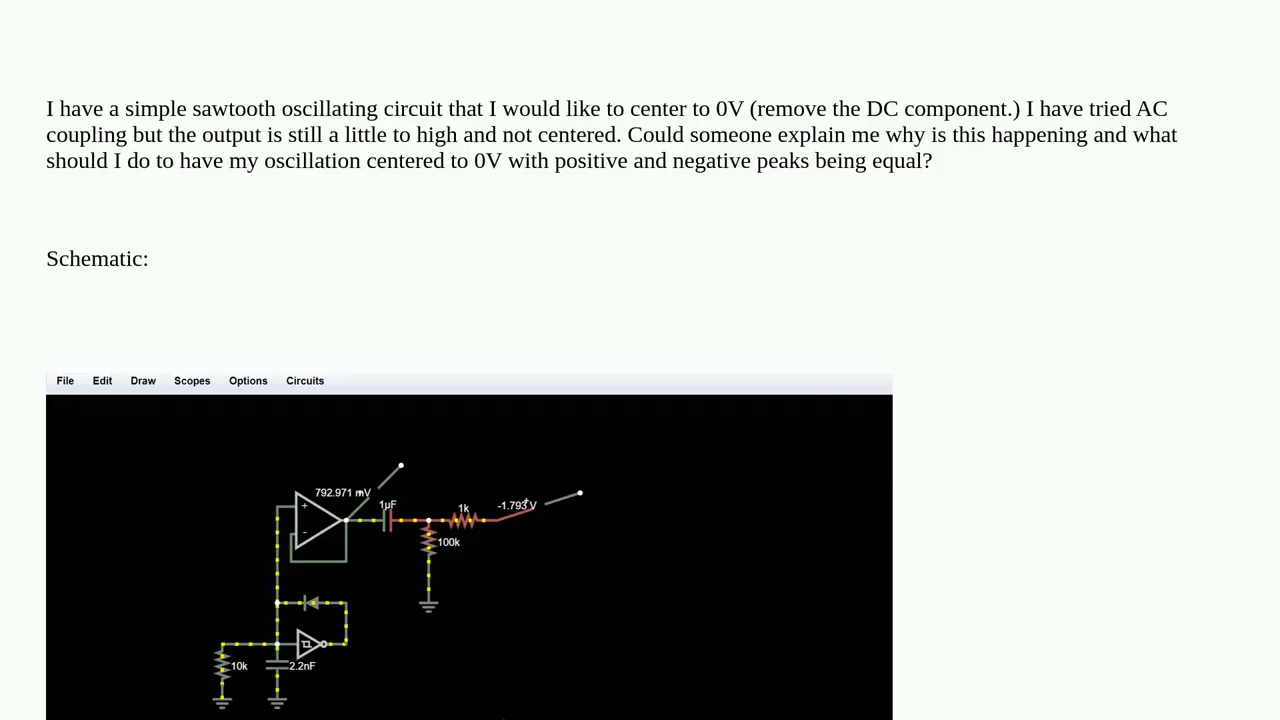 I have a simple sawtooth oscillating circuit that I would like to center to 0V (remove the DC component.) I have tried AC
coupling but the output is still a little to high and not centered. Could someone explain me why is this happening and what
should I do to have my oscillation centered to 0V with positive and negative peaks being equal?
Schematic:
File Edit Draw Scopes Options Circuits
792.971 mV
+
1μF
1k
-1.793 V
-
100k
10k
2.2nF